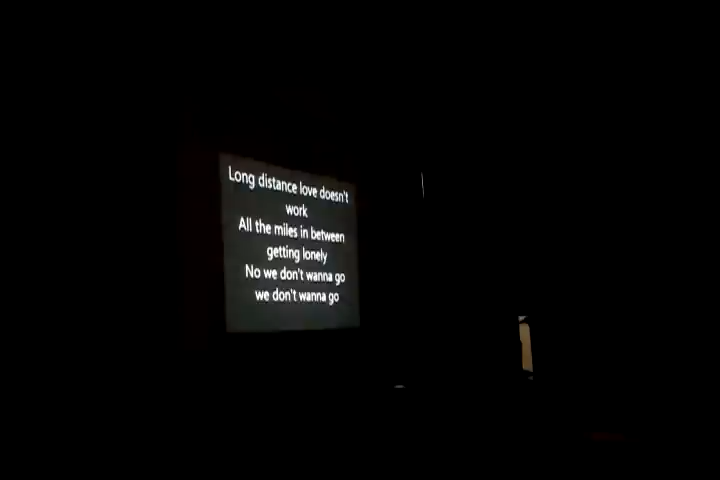 Long distance love doesn't
work
All the miles in between
getting lonely
No we don't wanna go
we don't wanna go